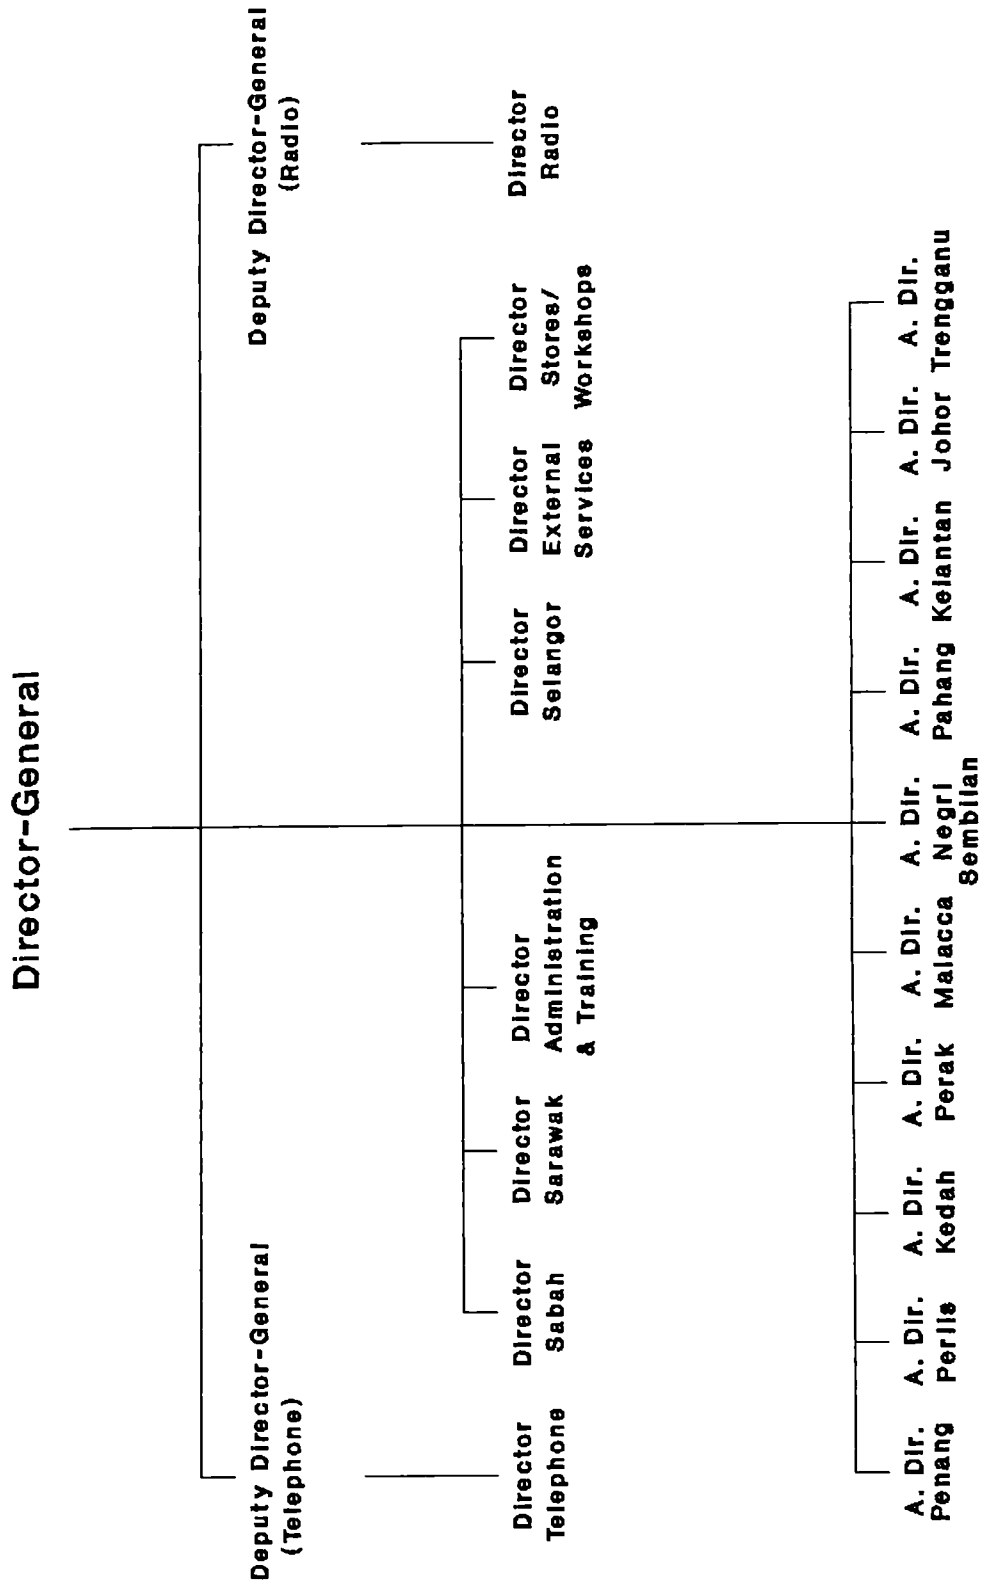 Director-General
Deputy Director-General
(Telephone)
Deputy Director-General
(Radio)
Director
Telephone
Director
Sabah
Director
Sarawak
Director
Administration
& Training
Director
Selangor
Director
External
Services
Director
Stores/
Workshops
Director
Radio
A. Dir.
Penang
A. Dir.
Perlis
A. Dir.
Kedah
A. Dir.
Perak
A. Dir.
Malacca
A. Dir.
Negri
Sembilan
A. Dir.
Pahang
A. Dir.
Kelantan
A. Dir.
Johor
A. Dir.
Trengganu